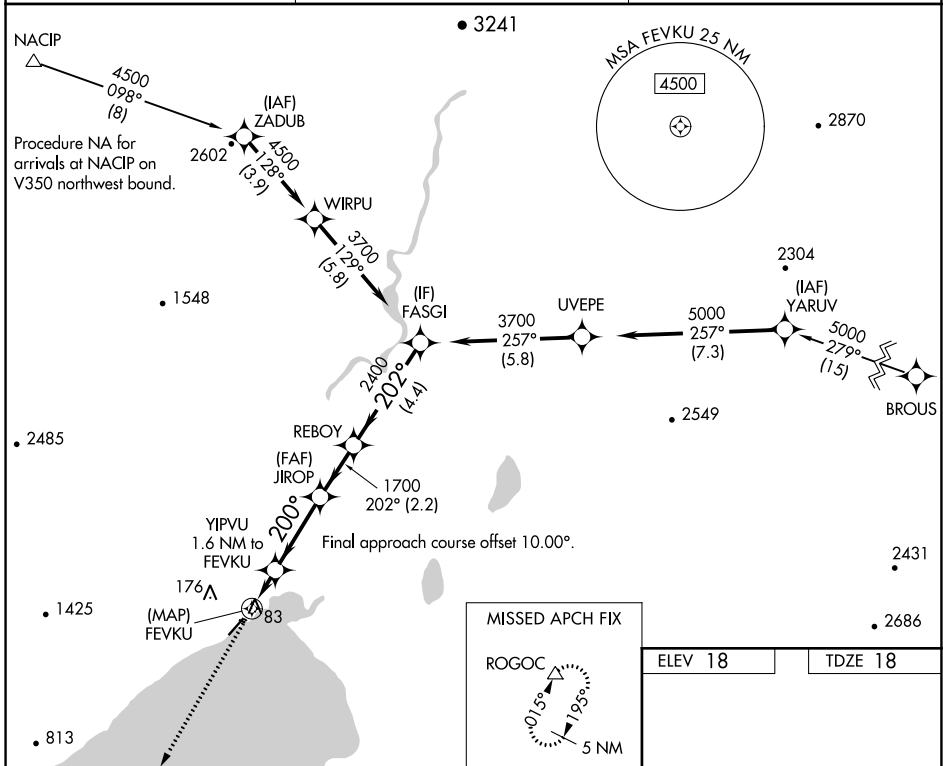 3241
NACIP
4500
098°
(8)
(IAF)
ZADUB
2602
Procedure NA for
arrivals at NACIP on
V350 northwest bound.
4500
128°
(3.9)
WIRPU
3700
129°
(5.8)
MSA FEVKU 25 NM
4500
2870
1548
(IF)
FASGI
3700
257°
(5.8)
UVEPE
5000
257°
(7.3)
2304
(IAF)
YARUV
5000
279°
(15)
BROUS
2400
202°
(4.4)
2549
2485
REBOY
(FAF)
JIROP
1700
202° (2.2)
200°
YIPVU
1.6 NM to
FEVKU
Final approach course offset 10.00°.
176
83
(MAP)
FEVKU
1425
2431
2686
813
MISSED APCH FIX
ROGOC
015°
195°
5 NM
ELEV 18
TDZE 18